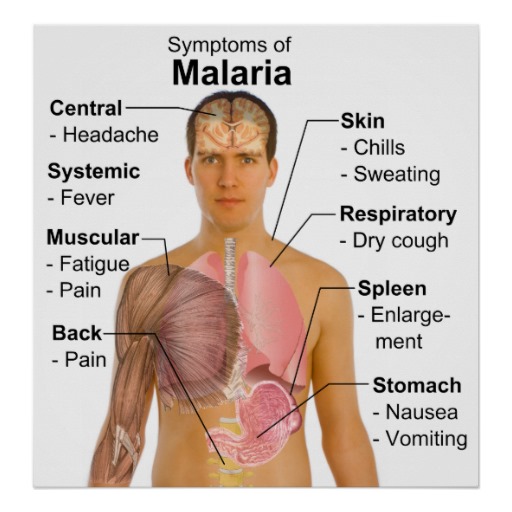 Symptoms of
Malaria
Central
- Headache
Systemic
- Fever
Muscular
- Fatigue
- Pain
Back
- Pain
Skin
- Chills
- Sweating
Respiratory
- Dry cough
Spleen
- Enlarge-
ment
Stomach
- Nausea
- Vomiting